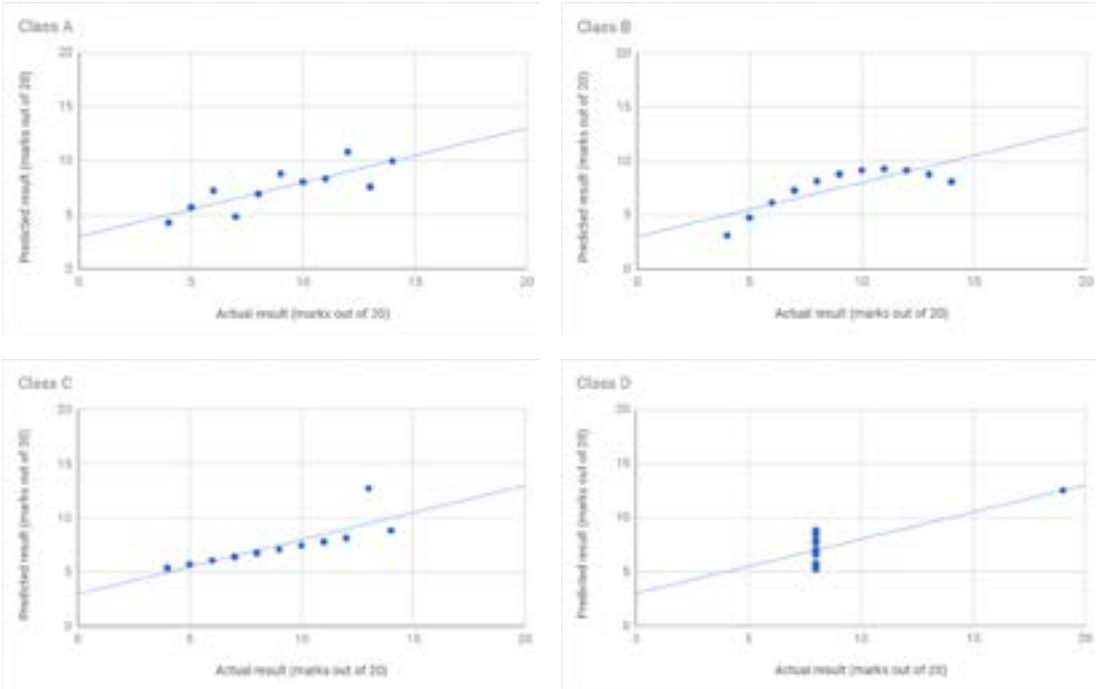 Class A
20
15
10
5
0
Predicted result (marks out of 20)
0 5 10 15 20
Actual result (marks out of 20)
Class B
20
15
10
5
0
Predicted result (marks out of 20)
0 5 10 15 20
Actual result (marks out of 20)
Class C
20
15
10
5
0
Predicted result (marks out of 20)
0 5 10 15 20
Actual result (marks out of 20)
Class D
20
15
10
5
0
Predicted result (marks out of 20)
0 5 10 15 20
Actual result (marks out of 20)